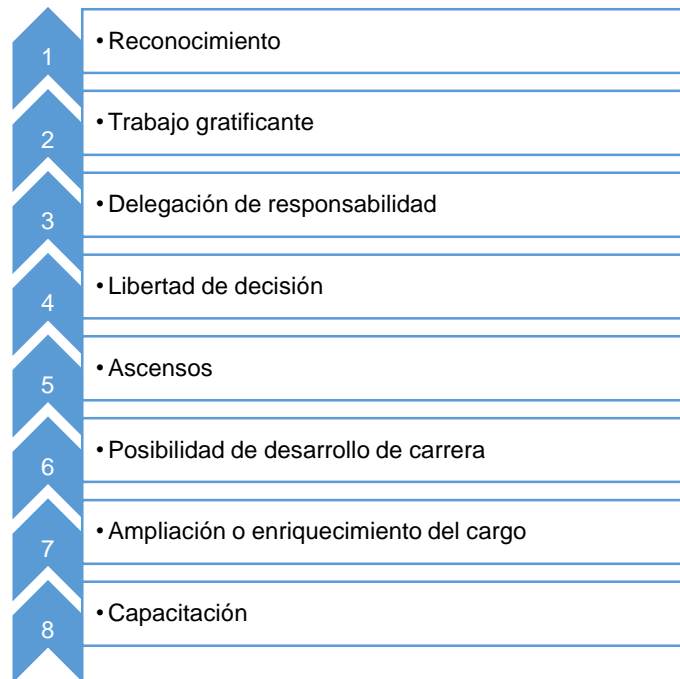 1
• Reconocimiento
2
• Trabajo gratificante
3
• Delegación de responsabilidad
4
• Libertad de decisión
5
• Ascensos
6
• Posibilidad de desarrollo de carrera
7
• Ampliación o enriquecimiento del cargo
8
• Capacitación